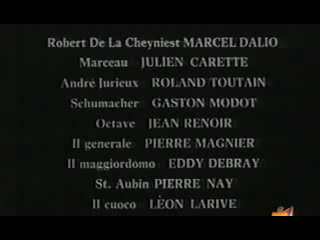 Robert De La Cheyniest MARCEL DALIO
Marceau JULIEN CARETTE
André Jurieux ROLAND TOUTAIN
Schumacher GASTON MODOT
Octave JEAN RENOIR
Il generale PIERRE MAGNIER
Il maggiordomo EDDY DEBRAY
St. Aubin PIERRE NAY
Il cuoco LÈON LARIVE